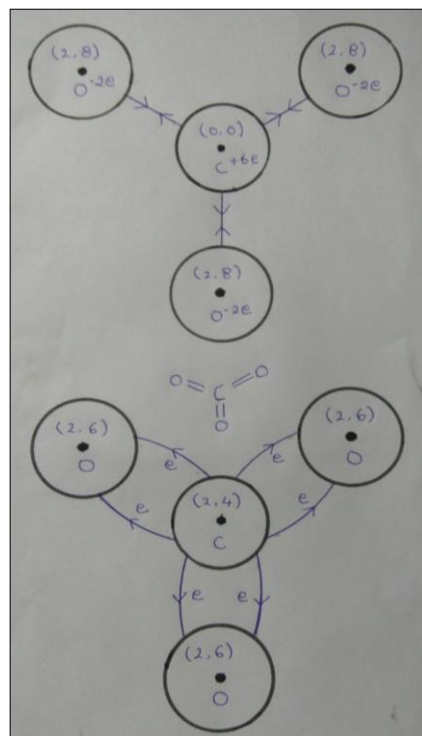 (2,8) (2,8)
O-2e O-2e
(0,0)
C+6e
(2,8)
O-2e
O=C=O
O
(2,6) (2,6)
O O
e e
e e
(2,4)
C
e e
(2,6)
O